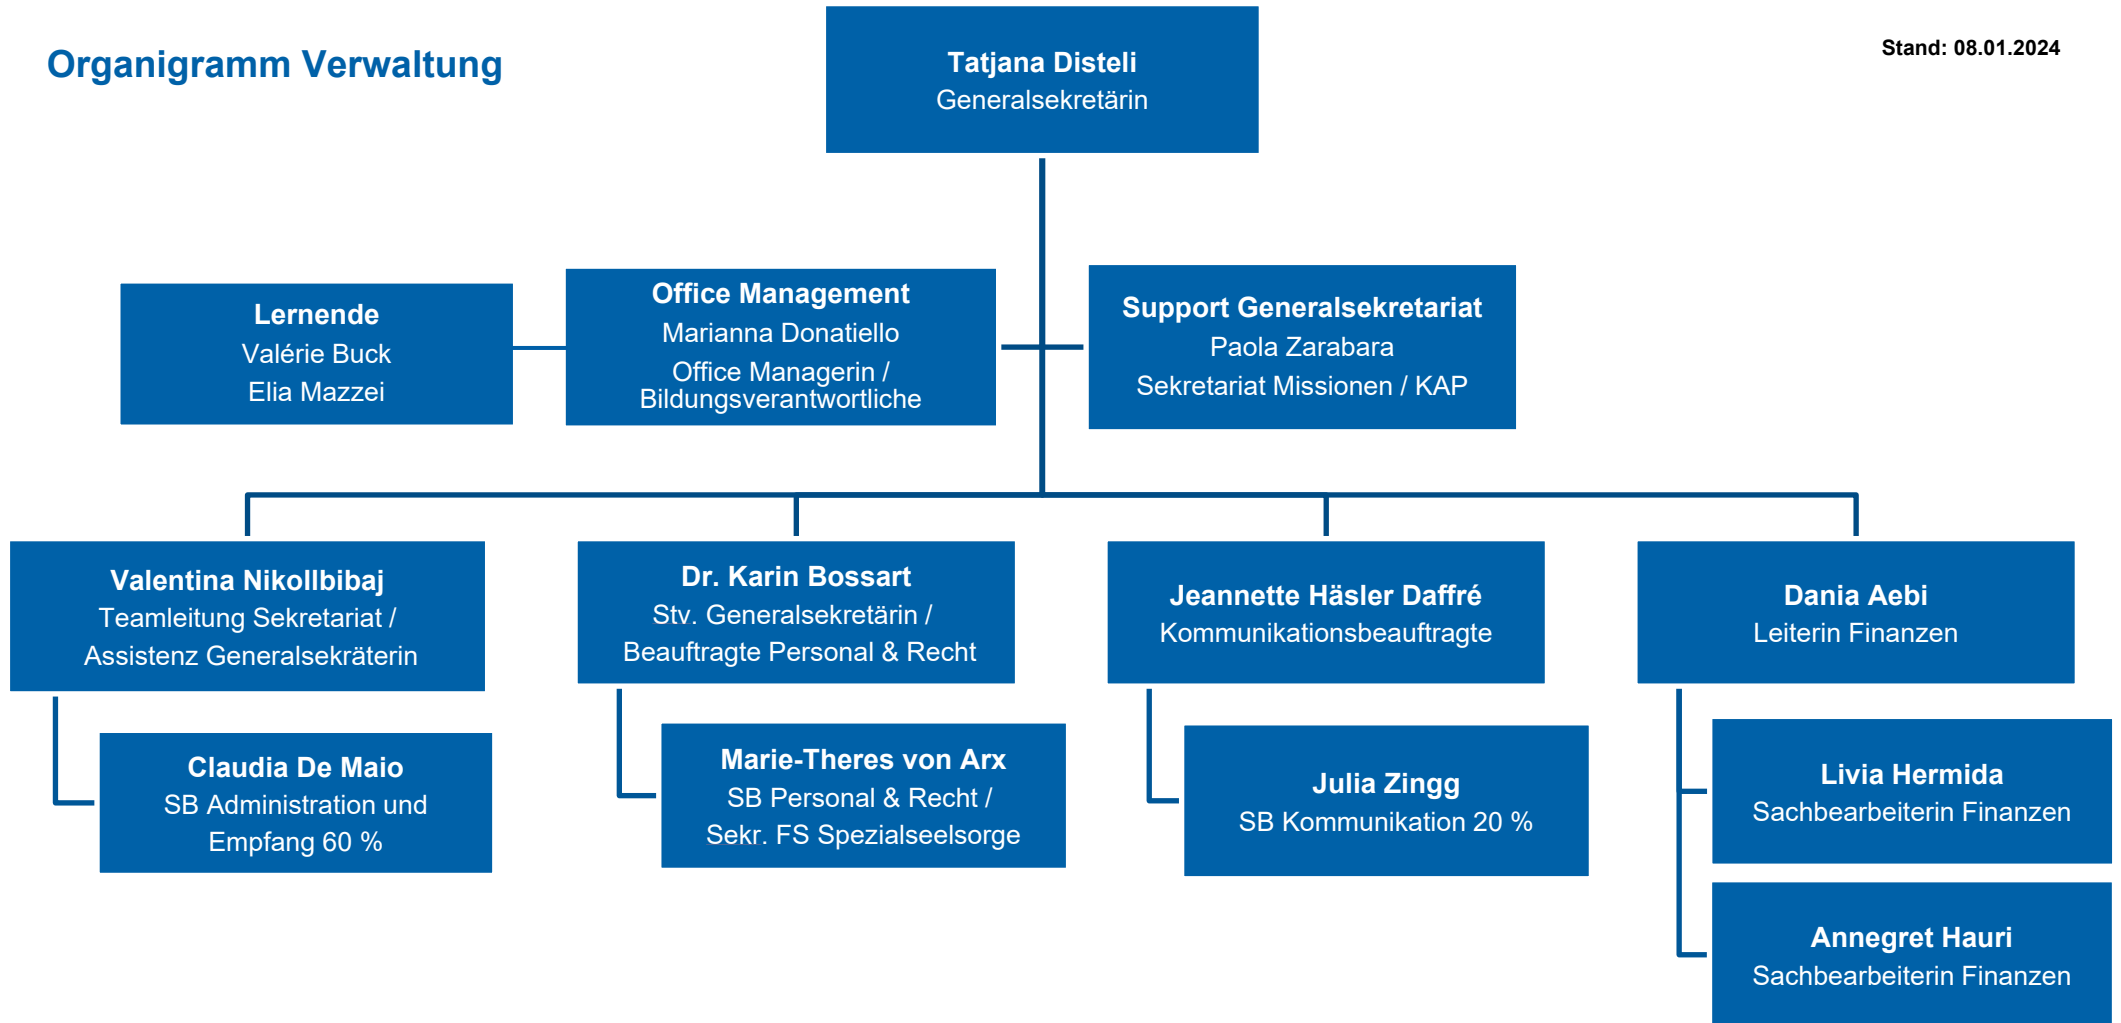 Organigramm Verwaltung
Stand: 08.01.2024
Tatjana Disteli
Generalsekretärin
Lernende
Valérie Buck
Elia Mazzei
Office Management
Marianna Donatiello
Office Managerin /
Bildungsverantwortliche
Support Generalsekretariat
Paola Zarabara
Sekretariat Missionen / KAP
Valentina Nikollbibaj
Teamleitung Sekretariat /
Assistenz Generalsekräterin
Dr. Karin Bossart
Stv. Generalsekretärin /
Beauftragte Personal & Recht
Jeannette Häsler Daffré
Kommunikationsbeauftragte
Dania Aebi
Leiterin Finanzen
Claudia De Maio
SB Administration und
Empfang 60 %
Marie-Theres von Arx
SB Personal & Recht /
Sekr. FS Spezialseelsorge
Julia Zingg
SB Kommunikation 20 %
Livia Hermida
Sachbearbeiterin Finanzen
Annegret Hauri
Sachbearbeiterin Finanzen